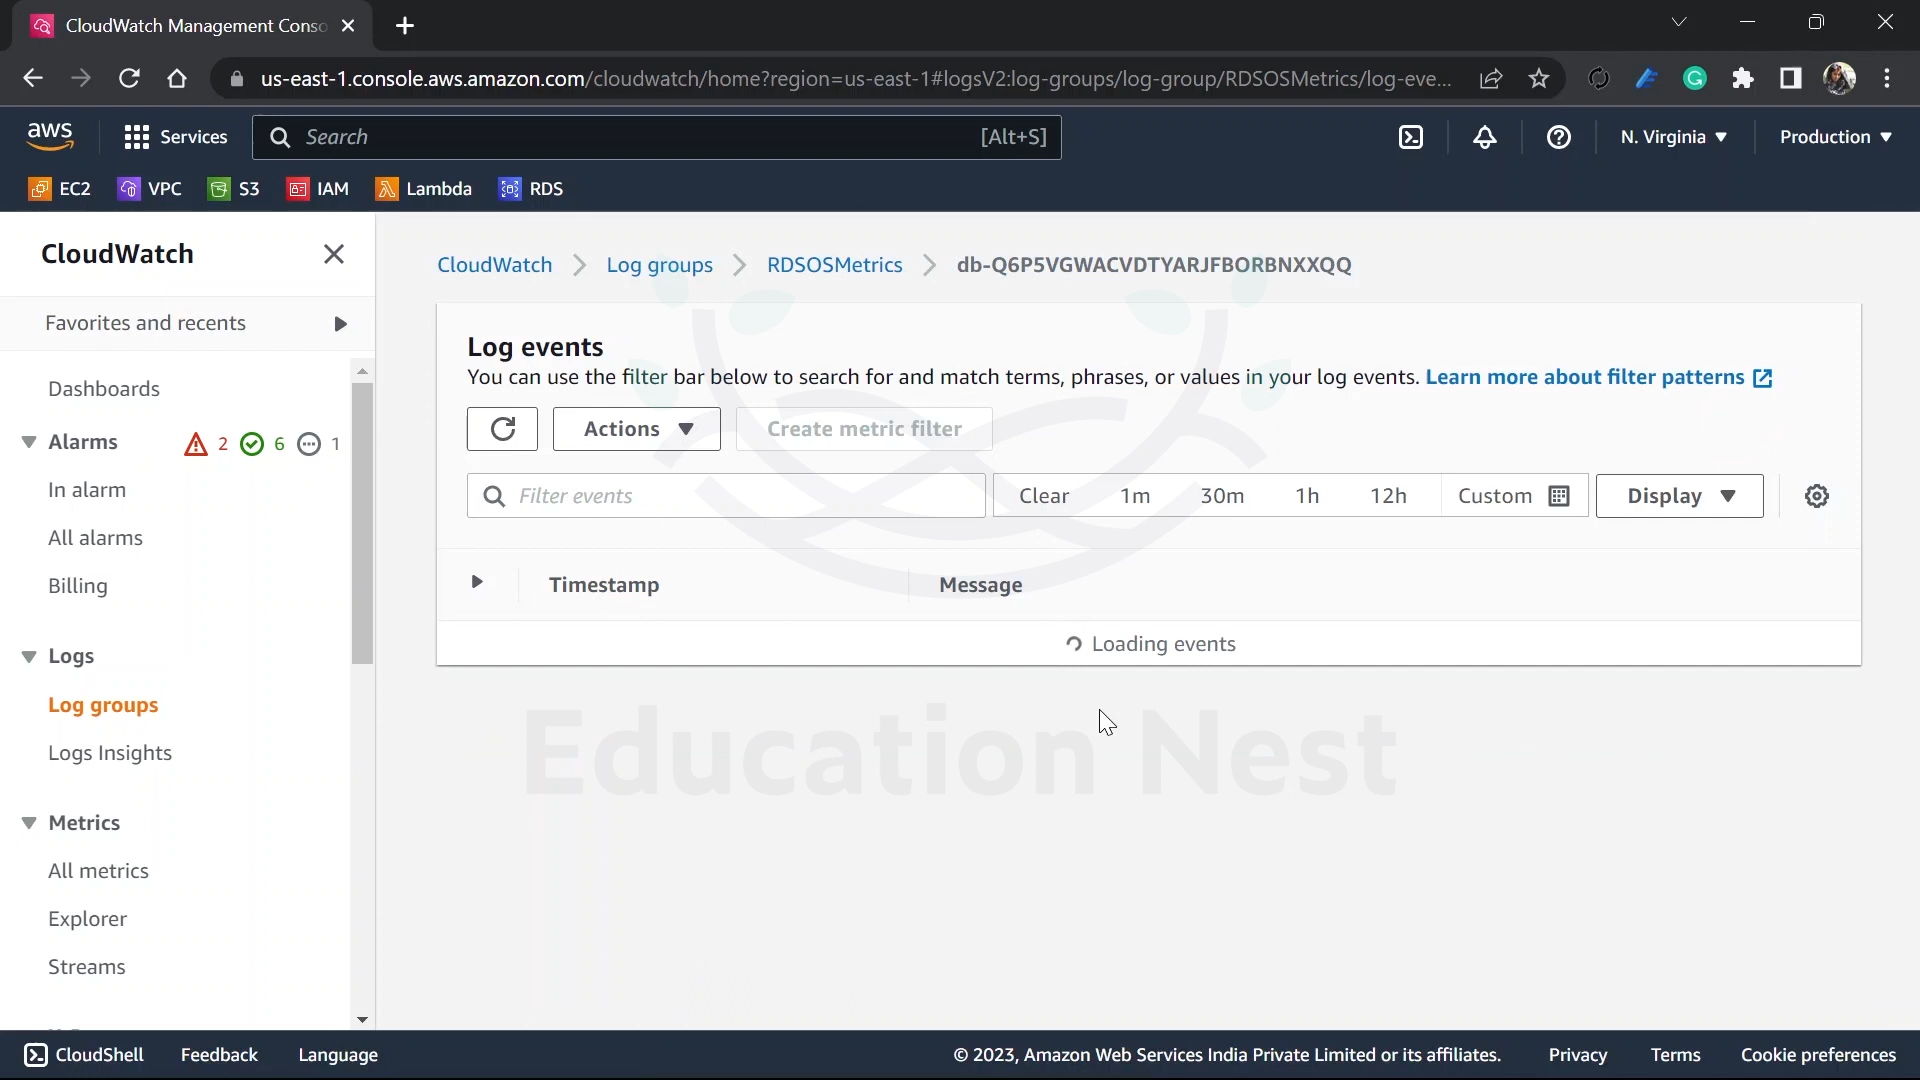 CloudWatch Management Conso
us-east-1.console.aws.amazon.com/cloudwatch/home?region=us-east-1#logsV2:log-groups/log-group/RDSOSMetrics/log-eve...
aws
Services
Search
[Alt+S]
N. Virginia
Production
EC2
VPC
S3
IAM
Lambda
RDS
CloudWatch
Favorites and recents
Dashboards
Alarms 2 6 1
In alarm
All alarms
Billing
Logs
Log groups
Logs Insights
Metrics
All metrics
Explorer
Streams
CloudWatch
Log groups
RDSOSMetrics
db-Q6P5VGWACVDTYARJFBORBNXXQQ
Log events
You can use the filter bar below to search for and match terms, phrases, or values in your log events. Learn more about filter patterns
Actions
Create metric filter
Filter events
Clear
1m
30m
1h
12h
Custom
Display
Timestamp
Message
Loading events
Education Nest
CloudShell
Feedback
Language
© 2023, Amazon Web Services India Private Limited or its affiliates.
Privacy
Terms
Cookie preferences